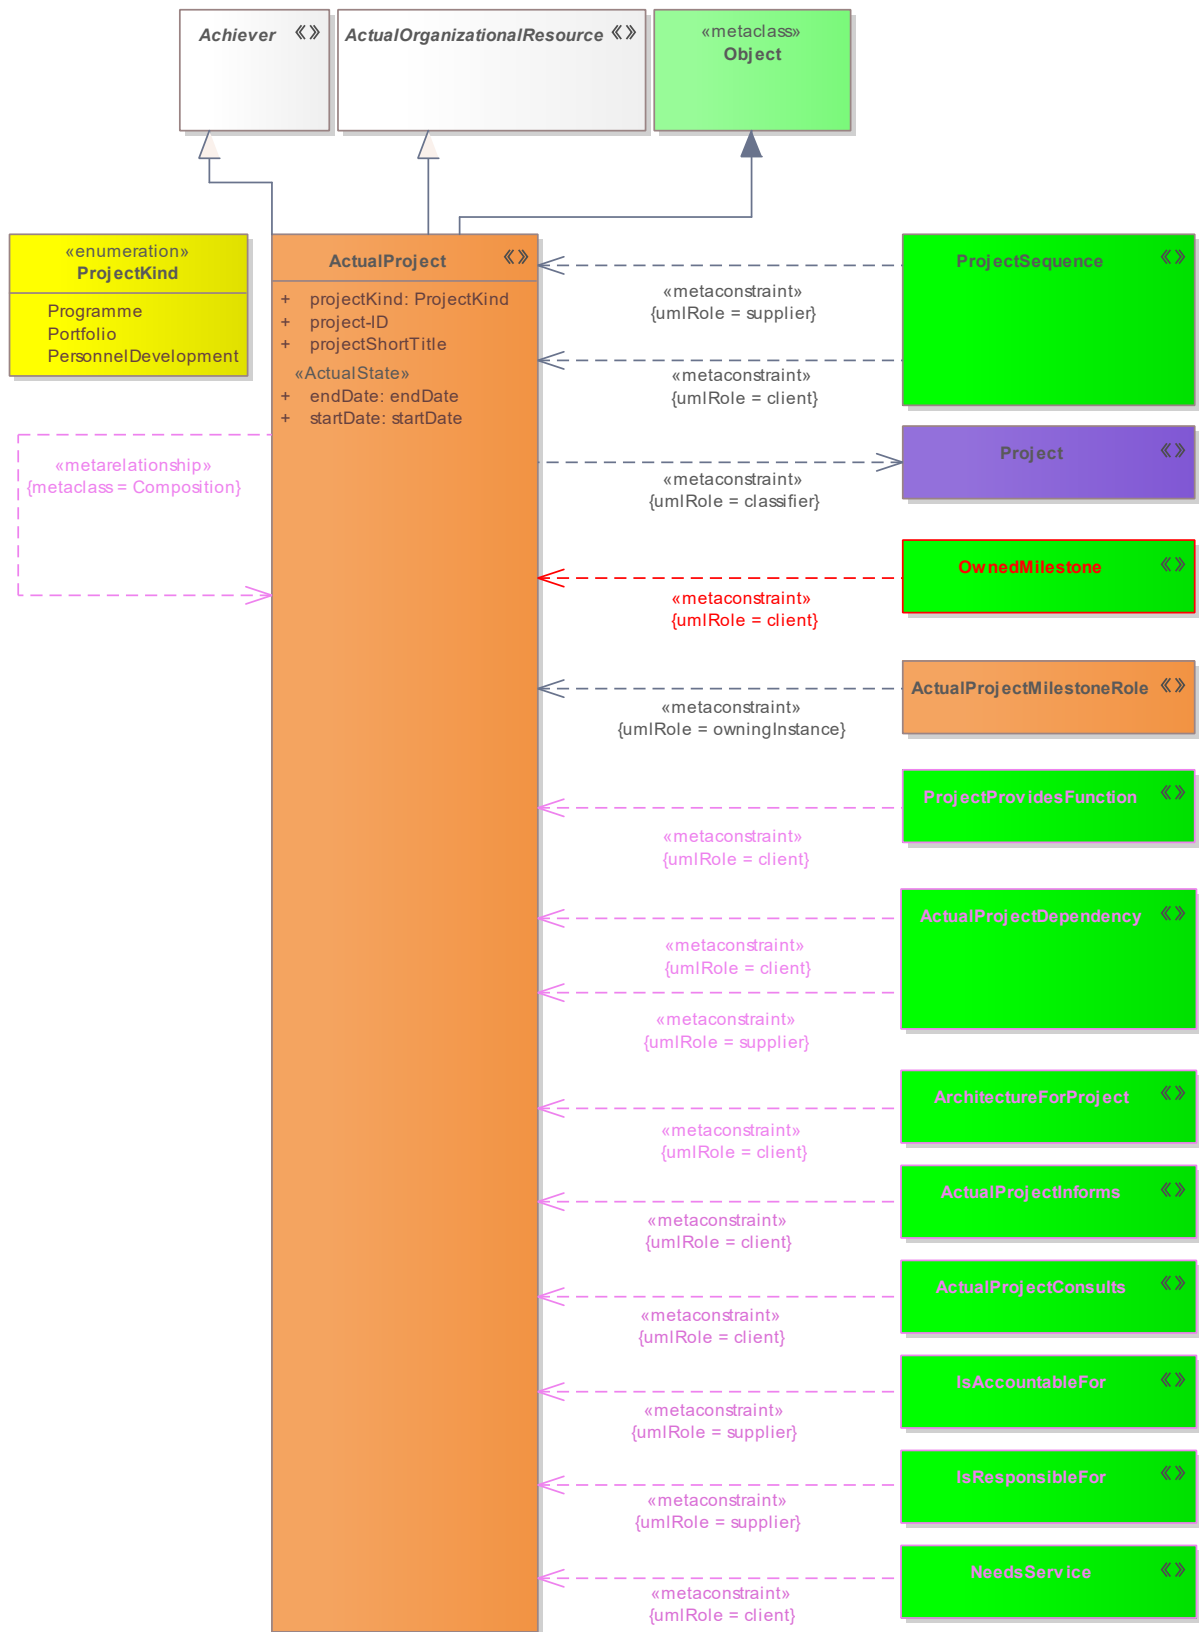 Achiever «»
ActualOrganizationalResource «»
«metaclass»
Object
«enumeration»
ProjectKind
Programme
Portfolio
PersonnelDevelopment
ActualProject «»
+ projectKind: ProjectKind
+ project-ID
+ projectShortTitle
«ActualState»
+ endDate: endDate
+ startDate: startDate
«metarelationship»
{metaclass = Composition}
ProjectSequence «»
«metaconstraint»
{umlRole = supplier}
«metaconstraint»
{umlRole = client}
Project «»
«metaconstraint»
{umlRole = classifier}
OwnedMilestone «»
«metaconstraint»
{umlRole = client}
ActualProjectMilestoneRole «»
«metaconstraint»
{umlRole = owningInstance}
ProjectProvidesFunction «»
«metaconstraint»
{umlRole = client}
ActualProjectDependency «»
«metaconstraint»
{umlRole = client}
«metaconstraint»
{umlRole = supplier}
ArchitectureForProject «»
«metaconstraint»
{umlRole = client}
ActualProjectInforms «»
«metaconstraint»
{umlRole = client}
ActualProjectConsults «»
«metaconstraint»
{umlRole = client}
IsAccountableFor «»
«metaconstraint»
{umlRole = supplier}
IsResponsibleFor «»
«metaconstraint»
{umlRole = supplier}
NeedsService «»
«metaconstraint»
{umlRole = client}